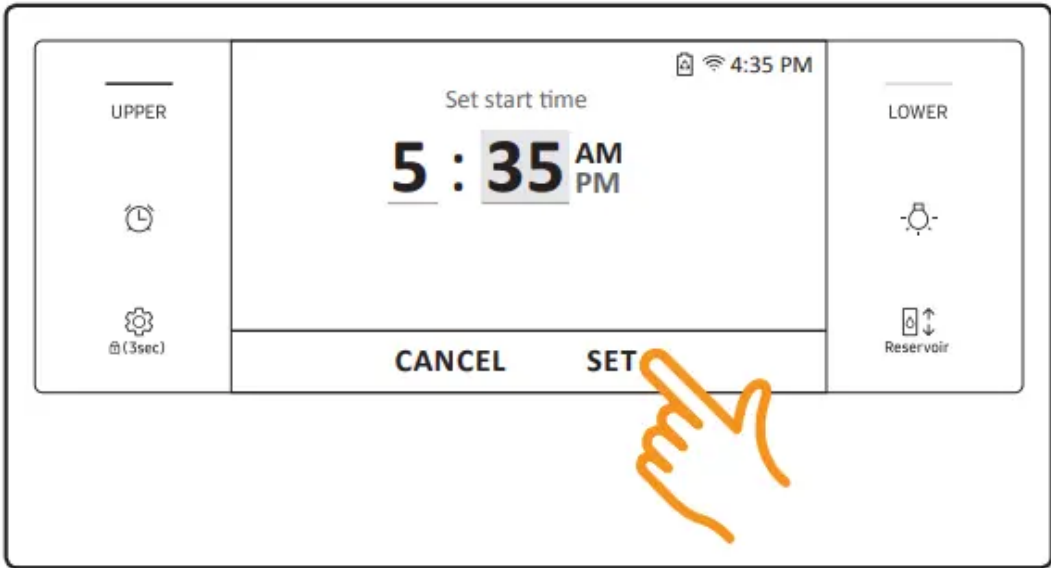 4:35 PM
Set start time
5 : 35 AM
PM
CANCEL SET
UPPER
(3sec)
LOWER
Reservoir